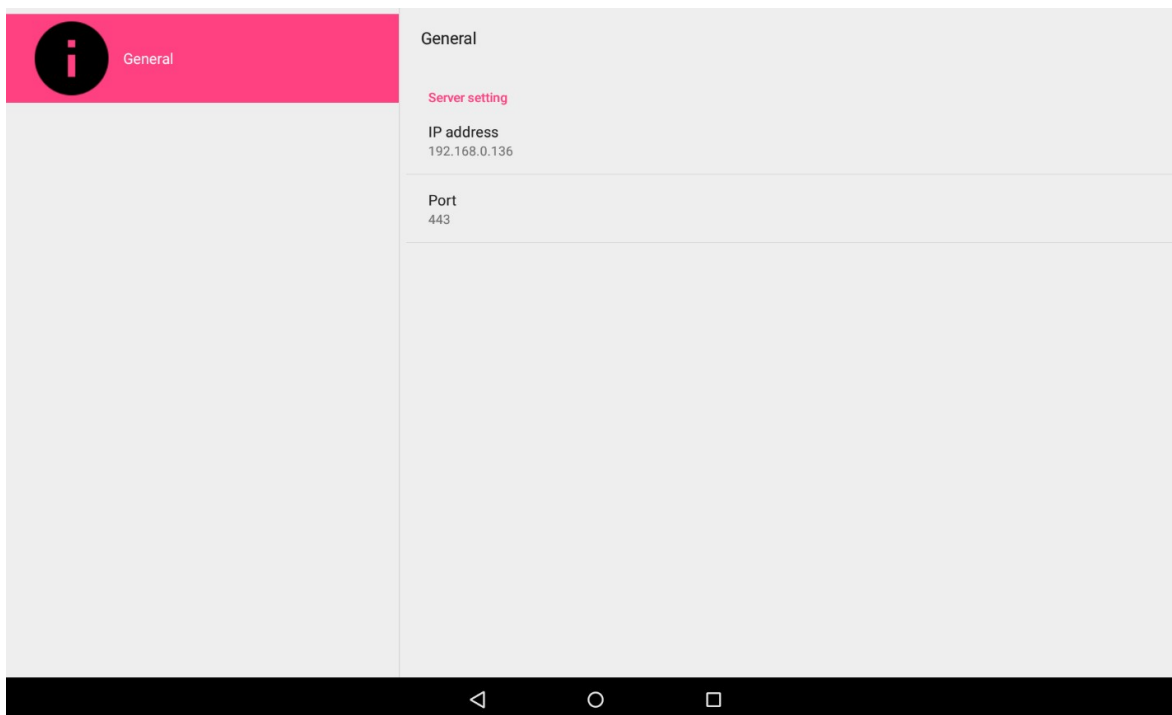 General
General
Server setting
IP address
192.168.0.136
Port
443